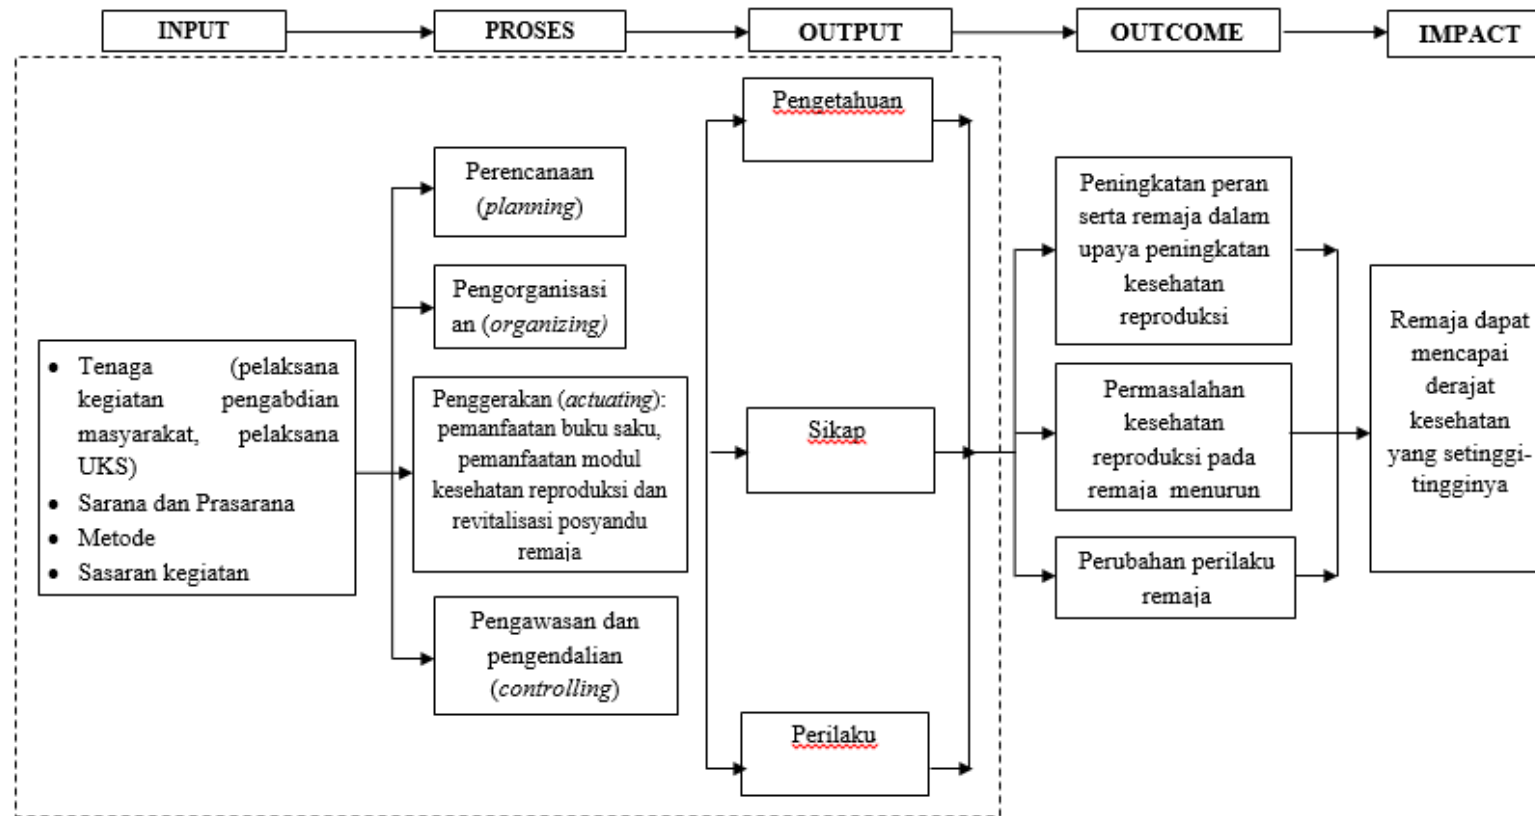 INPUT
PROSES
OUTPUT
OUTCOME
IMPACT
• Tenaga (pelaksana
kegiatan pengabdian
masyarakat, pelaksana
UKS)
• Sarana dan Prasarana
• Metode
• Sasaran kegiatan
Perencanaan
(planning)
Pengorganisasi
an (organizing)
Penggerakan (actuating):
pemanfaatan buku saku,
pemanfaatan modul
kesehatan reproduksi dan
revitalisasi posyandu
remaja
Pengawasan dan
pengendalian
(controlling)
Pengetahuan
Sikap
Perilaku
Peningkatan peran
serta remaja dalam
upaya peningkatan
kesehatan
reproduksi
Permasalahan
kesehatan
reproduksi pada
remaja menurun
Perubahan perilaku
remaja
Remaja dapat
mencapai
derajat
kesehatan
yang setinggi-
tingginya